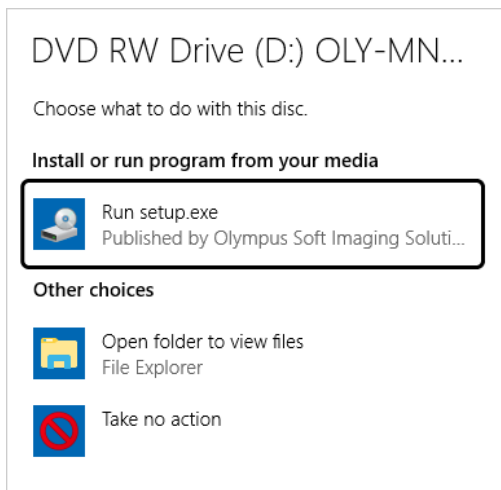 DVD RW Drive (D:) OLY-MN...
Choose what to do with this disc.
Install or run program from your media
Run setup.exe
Published by Olympus Soft Imaging Soluti...
Other choices
Open folder to view files
File Explorer
Take no action